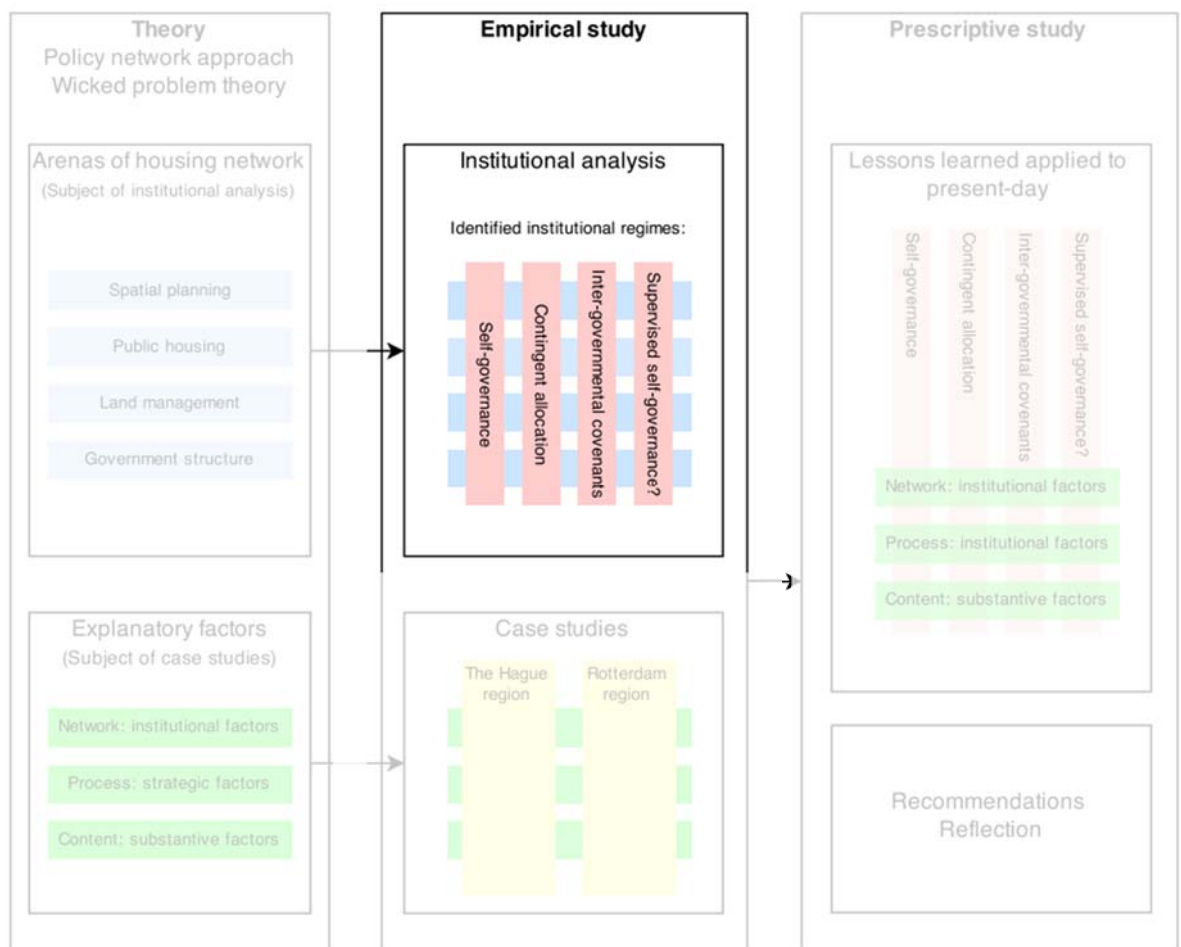 Theory
Policy network approach
Wicked problem theory
Arenas of housing network
(Subject of institutional analysis)
Spatial planning
Public housing
Land management
Government structure
Explanatory factors
(Subject of case studies)
Network: institutional factors
Process: strategic factors
Content: substantive factors
Empirical study
Institutional analysis
Identified institutional regimes:
Self-governance
Contingent allocation
Inter-governmental covenants
Supervised self-governance?
Case studies
The Hague
region
Rotterdam
region
Prescriptive study
Lessons learned applied to
present-day
Self-governance
Contingent allocation
Inter-governmental covenants
Supervised self-governance?
Network: institutional factors
Process: institutional factors
Content: substantive factors
Recommendations
Reflection